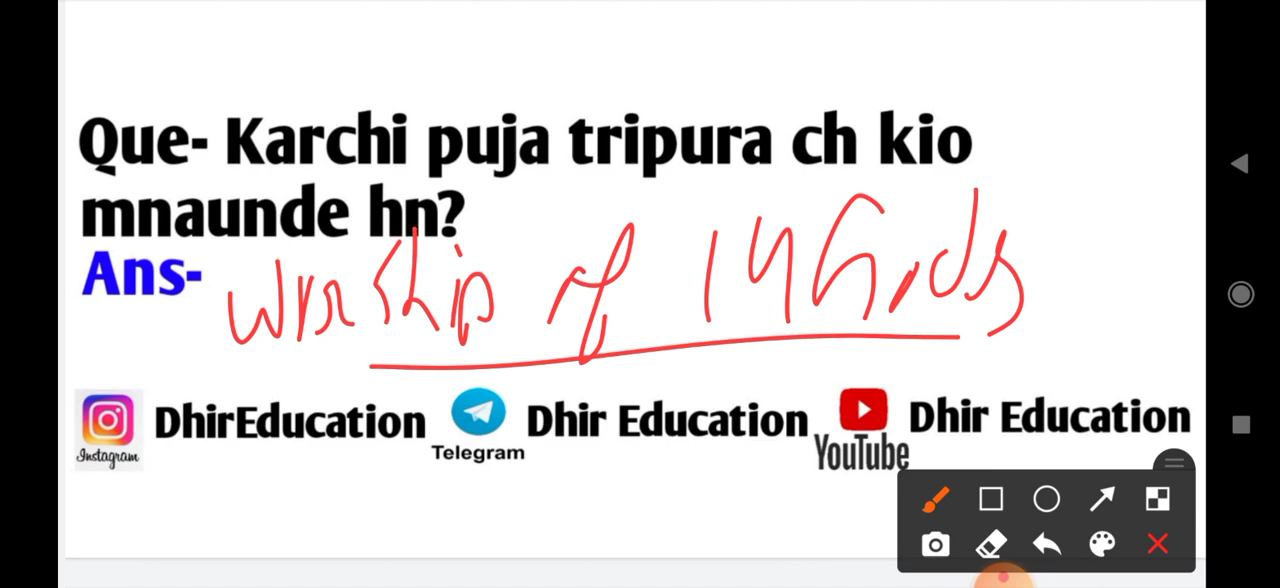 Que- Karchi puja tripura ch kio
mnaunde hn?
Ans- Worship of 14 Gods
DhirEducation Dhir Education Dhir Education
Instagram Telegram YouTube